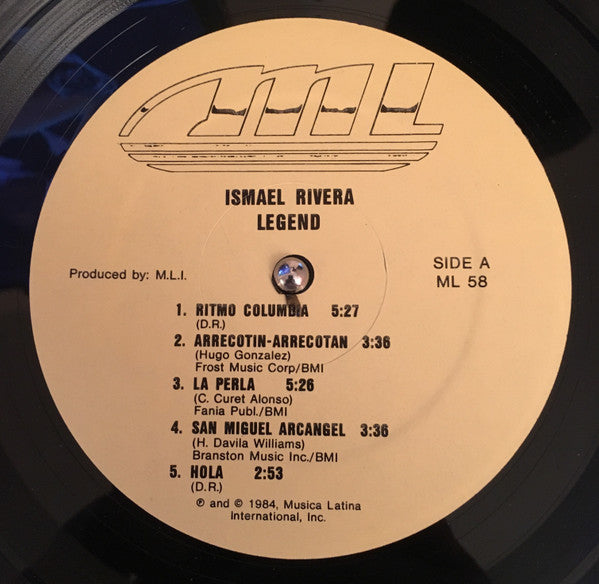 mli
ISMAEL RIVERA
LEGEND
Produced by: M.L.I.
SIDE A
ML 58
1. RITMO COLUMBIA 5:27
(D.R.)
2. ARRECOTIN-ARRECOTAN 3:36
(Hugo Gonzalez)
Frost Music Corp/BMI
3. LA PERLA 5:26
(C. Curet Alonso)
Fania Publ./BMI
4. SAN MIGUEL ARCANGEL 3:36
(H. Davila Williams)
Branston Music Inc./BMI
5. HOLA 2:53
(D.R.)
℗ and © 1984, Musica Latina
International, Inc.